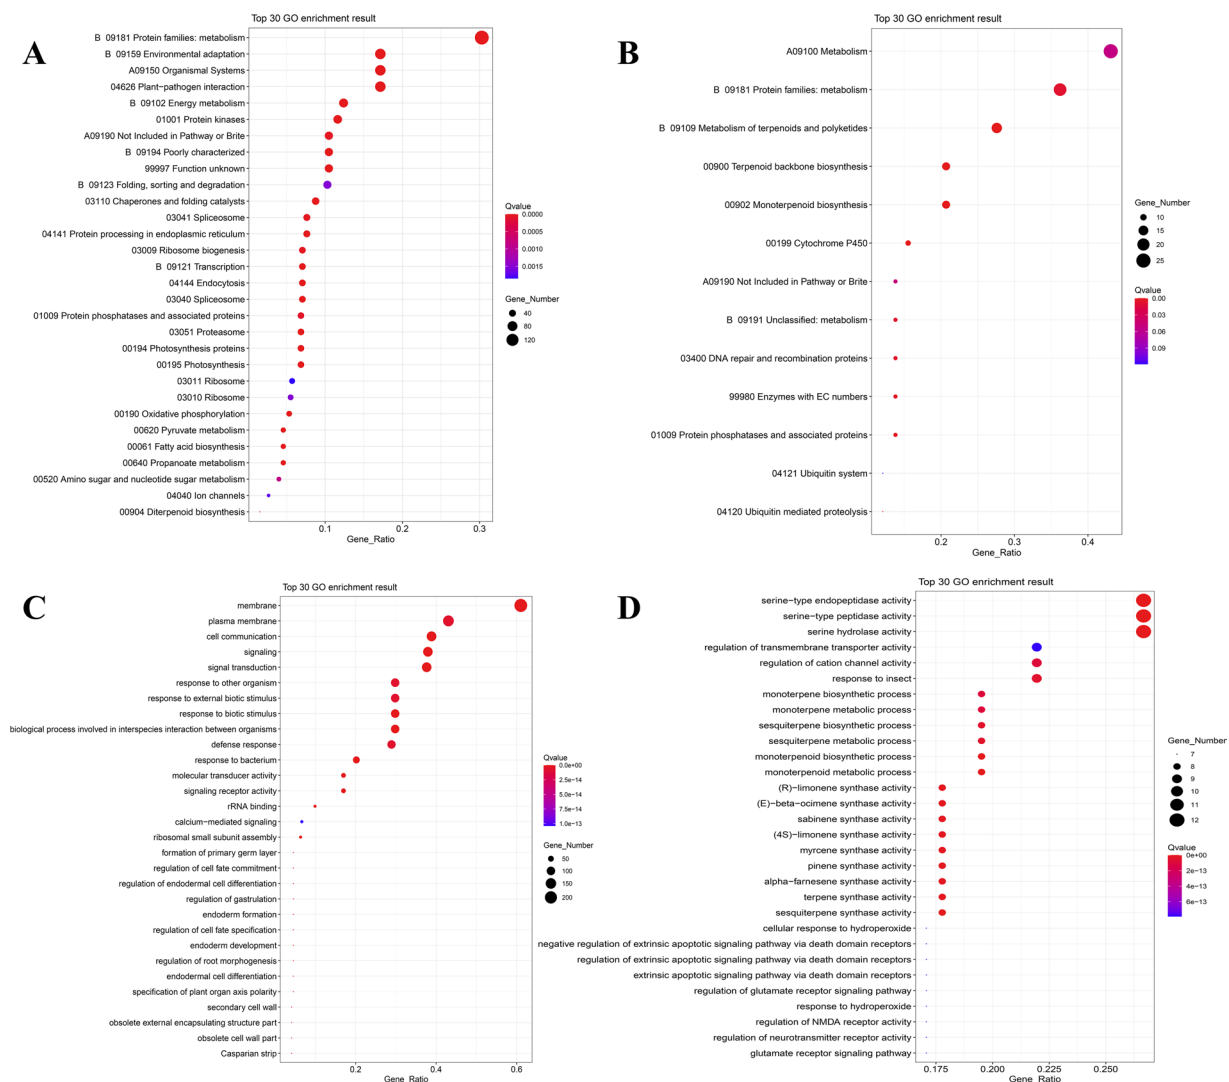 Top 30 GO enrichment result
A
B 09181 Protein families: metabolism
B 09159 Environmental adaptation
A09150 Organismal Systems
04626 Plant−pathogen interaction
B 09102 Energy metabolism
01001 Protein kinases
A09190 Not Included in Pathway or Brite
B 09194 Poorly characterized
99997 Function unknown
B 09123 Folding, sorting and degradation
03110 Chaperones and folding catalysts
03041 Spliceosome
04141 Protein processing in endoplasmic reticulum
03009 Ribosome biogenesis
B 09121 Transcription
04144 Endocytosis
03040 Spliceosome
01009 Protein phosphatases and associated proteins
03051 Proteasome
00194 Photosynthesis proteins
00195 Photosynthesis
03011 Ribosome
03010 Ribosome
00190 Oxidative phosphorylation
00620 Pyruvate metabolism
00061 Fatty acid biosynthesis
00640 Propanoate metabolism
00520 Amino sugar and nucleotide sugar metabolism
04040 Ion channels
00904 Diterpenoid biosynthesis
0.1 0.2 0.3
Gene_Ratio
Qvalue
0.0000
0.0005
0.0010
0.0015
Gene_Number
40
80
120
Top 30 GO enrichment result
B
A09100 Metabolism
B 09181 Protein families: metabolism
B 09109 Metabolism of terpenoids and polyketides
00900 Terpenoid backbone biosynthesis
00902 Monoterpenoid biosynthesis
00199 Cytochrome P450
A09190 Not Included in Pathway or Brite
B 09191 Unclassified: metabolism
03400 DNA repair and recombination proteins
99980 Enzymes with EC numbers
01009 Protein phosphatases and associated proteins
04121 Ubiquitin system
04120 Ubiquitin mediated proteolysis
0.2 0.3 0.4
Gene_Ratio
Gene_Number
10
15
20
25
Qvalue
0.00
0.03
0.06
0.09
Top 30 GO enrichment result
C
membrane
plasma membrane
cell communication
signaling
signal transduction
response to other organism
response to external biotic stimulus
response to biotic stimulus
biological process involved in interspecies interaction between organisms
defense response
response to bacterium
molecular transducer activity
signaling receptor activity
rRNA binding
calcium−mediated signaling
ribosomal small subunit assembly
formation of primary germ layer
regulation of cell fate commitment
regulation of endodermal cell differentiation
regulation of gastrulation
endoderm formation
regulation of cell fate specification
endoderm development
regulation of root morphogenesis
endodermal cell differentiation
specification of plant organ axis polarity
secondary cell wall
obsolete external encapsulating structure part
obsolete cell wall part
Casparian strip
0.2 0.4 0.6
Gene_Ratio
Qvalue
0.0e+00
2.5e−14
5.0e−14
7.5e−14
1.0e−13
Gene_Number
50
100
150
200
Top 30 GO enrichment result
D
serine−type endopeptidase activity
serine−type peptidase activity
serine hydrolase activity
regulation of transmembrane transporter activity
regulation of cation channel activity
response to insect
monoterpene biosynthetic process
monoterpene metabolic process
sesquiterpene biosynthetic process
sesquiterpene metabolic process
monoterpenoid biosynthetic process
monoterpenoid metabolic process
(R)−limonene synthase activity
(E)−beta−ocimene synthase activity
sabinene synthase activity
(4S)−limonene synthase activity
myrcene synthase activity
pinene synthase activity
alpha−farnesene synthase activity
terpene synthase activity
sesquiterpene synthase activity
cellular response to hydroperoxide
negative regulation of extrinsic apoptotic signaling pathway via death domain receptors
regulation of extrinsic apoptotic signaling pathway via death domain receptors
extrinsic apoptotic signaling pathway via death domain receptors
regulation of glutamate receptor signaling pathway
response to hydroperoxide
regulation of NMDA receptor activity
regulation of neurotransmitter receptor activity
glutamate receptor signaling pathway
0.175 0.200 0.225 0.250
Gene_Ratio
Gene_Number
7
8
9
10
11
12
Qvalue
0e+00
2e−13
4e−13
6e−13